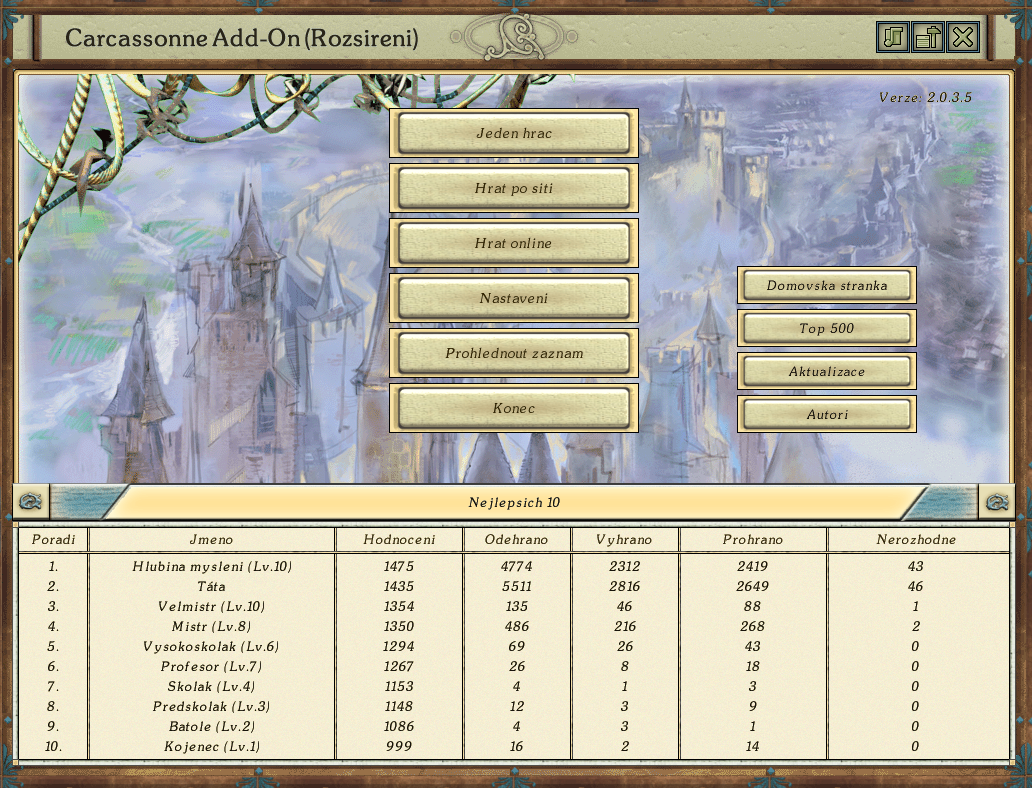 Carcassonne Add-On (Rozsireni)
Verze: 2.0.3.5
Jeden hrac
Hrat po siti
Hrat online
Nastaveni
Prohlednout zaznam
Konec
Domovska stranka
Top 500
Aktualizace
Autori
Nejlepsich 10
Poradi Jmeno Hodnoceni Odehrano Vyhrano Prohrano Nerozhodne
1. Hlubina mysleni (Lv.10) 1475 4774 2312 2419 43
2. Táta 1435 5511 2816 2649 46
3. Velmistr (Lv.10) 1354 135 46 88 1
4. Mistr (Lv.8) 1350 486 216 268 2
5. Vysokoskolak (Lv.6) 1294 69 26 43 0
6. Profesor (Lv.7) 1267 26 8 18 0
7. Skolak (Lv.4) 1153 4 1 3 0
8. Predskolak (Lv.3) 1148 12 3 9 0
9. Batole (Lv.2) 1086 4 3 1 0
10. Kojenec (Lv.1) 999 16 2 14 0